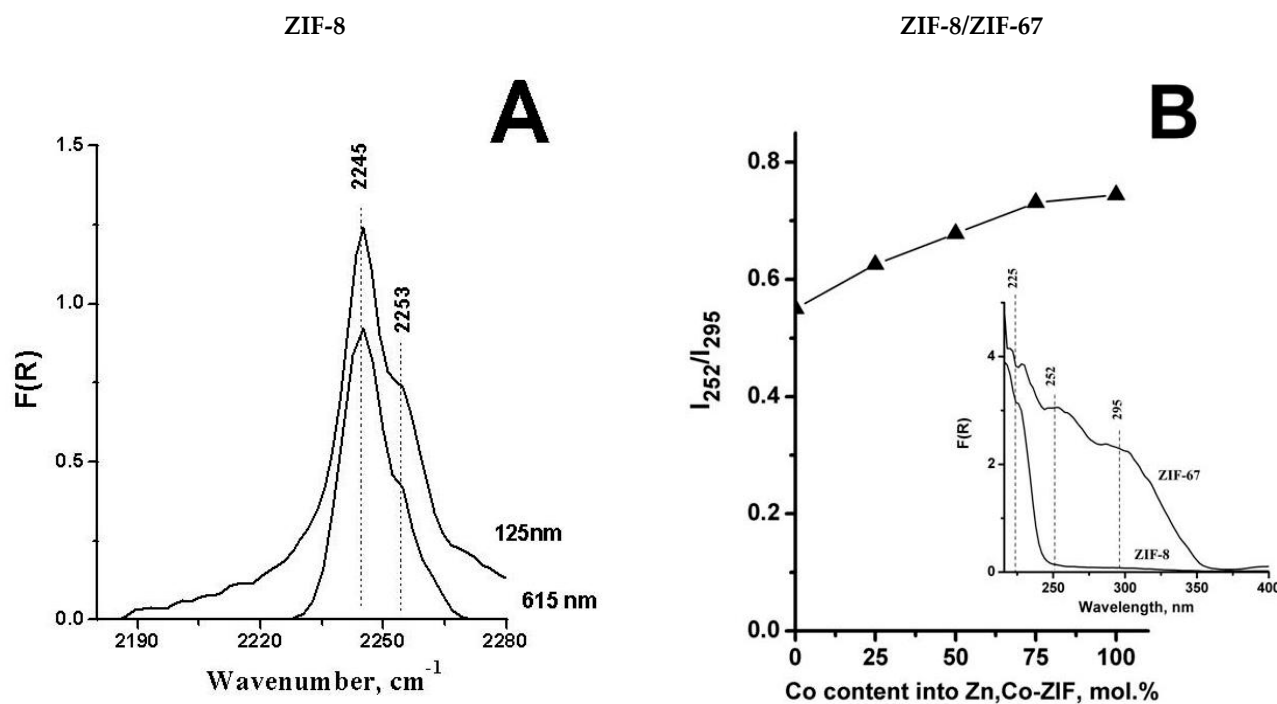 ZIF-8
ZIF-8/ZIF-67
A
1.5
1.0
0.5
0.0
F(R)
2245
2253
125nm
615 nm
2190
2220
2250
2280
Wavenumber, cm⁻¹
B
0.8
0.6
0.4
0.2
0.0
I₂₅₂/I₂₉₅
0
25
50
75
100
Co content into Zn,Co-ZIF, mol.%
225
252
295
4
2
0
F(R)
ZIF-67
ZIF-8
250
300
350
400
Wavelength, nm